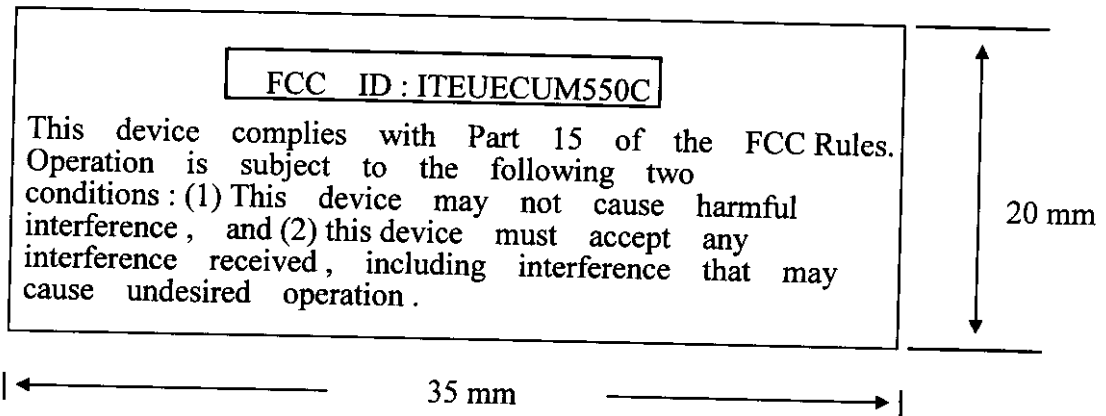 FCC ID : ITEUECUM550C
This device complies with Part 15 of the FCC Rules.
Operation is subject to the following two
conditions : (1) This device may not cause harmful
interference , and (2) this device must accept any
interference received , including interference that may
cause undesired operation .
20 mm
35 mm